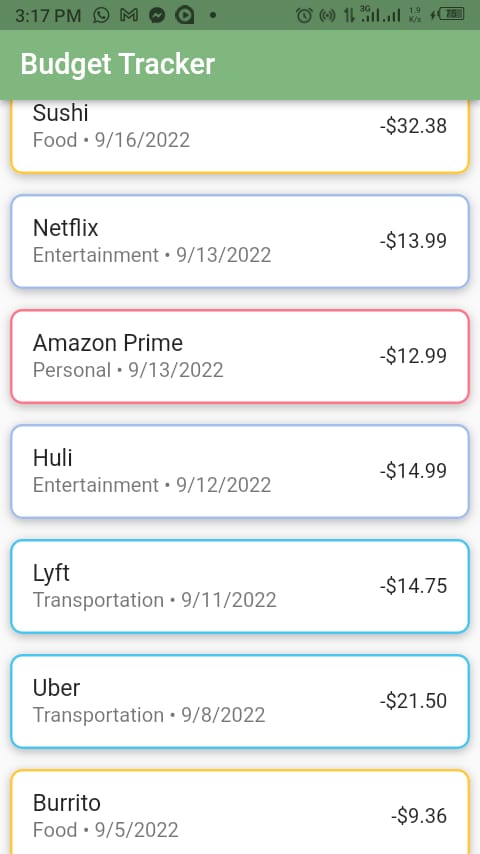 3:17 PM
3G
1.9
K/s
75
Budget Tracker
Sushi
-$32.38
Food • 9/16/2022
Netflix
-$13.99
Entertainment • 9/13/2022
Amazon Prime
-$12.99
Personal • 9/13/2022
Huli
-$14.99
Entertainment • 9/12/2022
Lyft
-$14.75
Transportation • 9/11/2022
Uber
-$21.50
Transportation • 9/8/2022
Burrito
-$9.36
Food • 9/5/2022